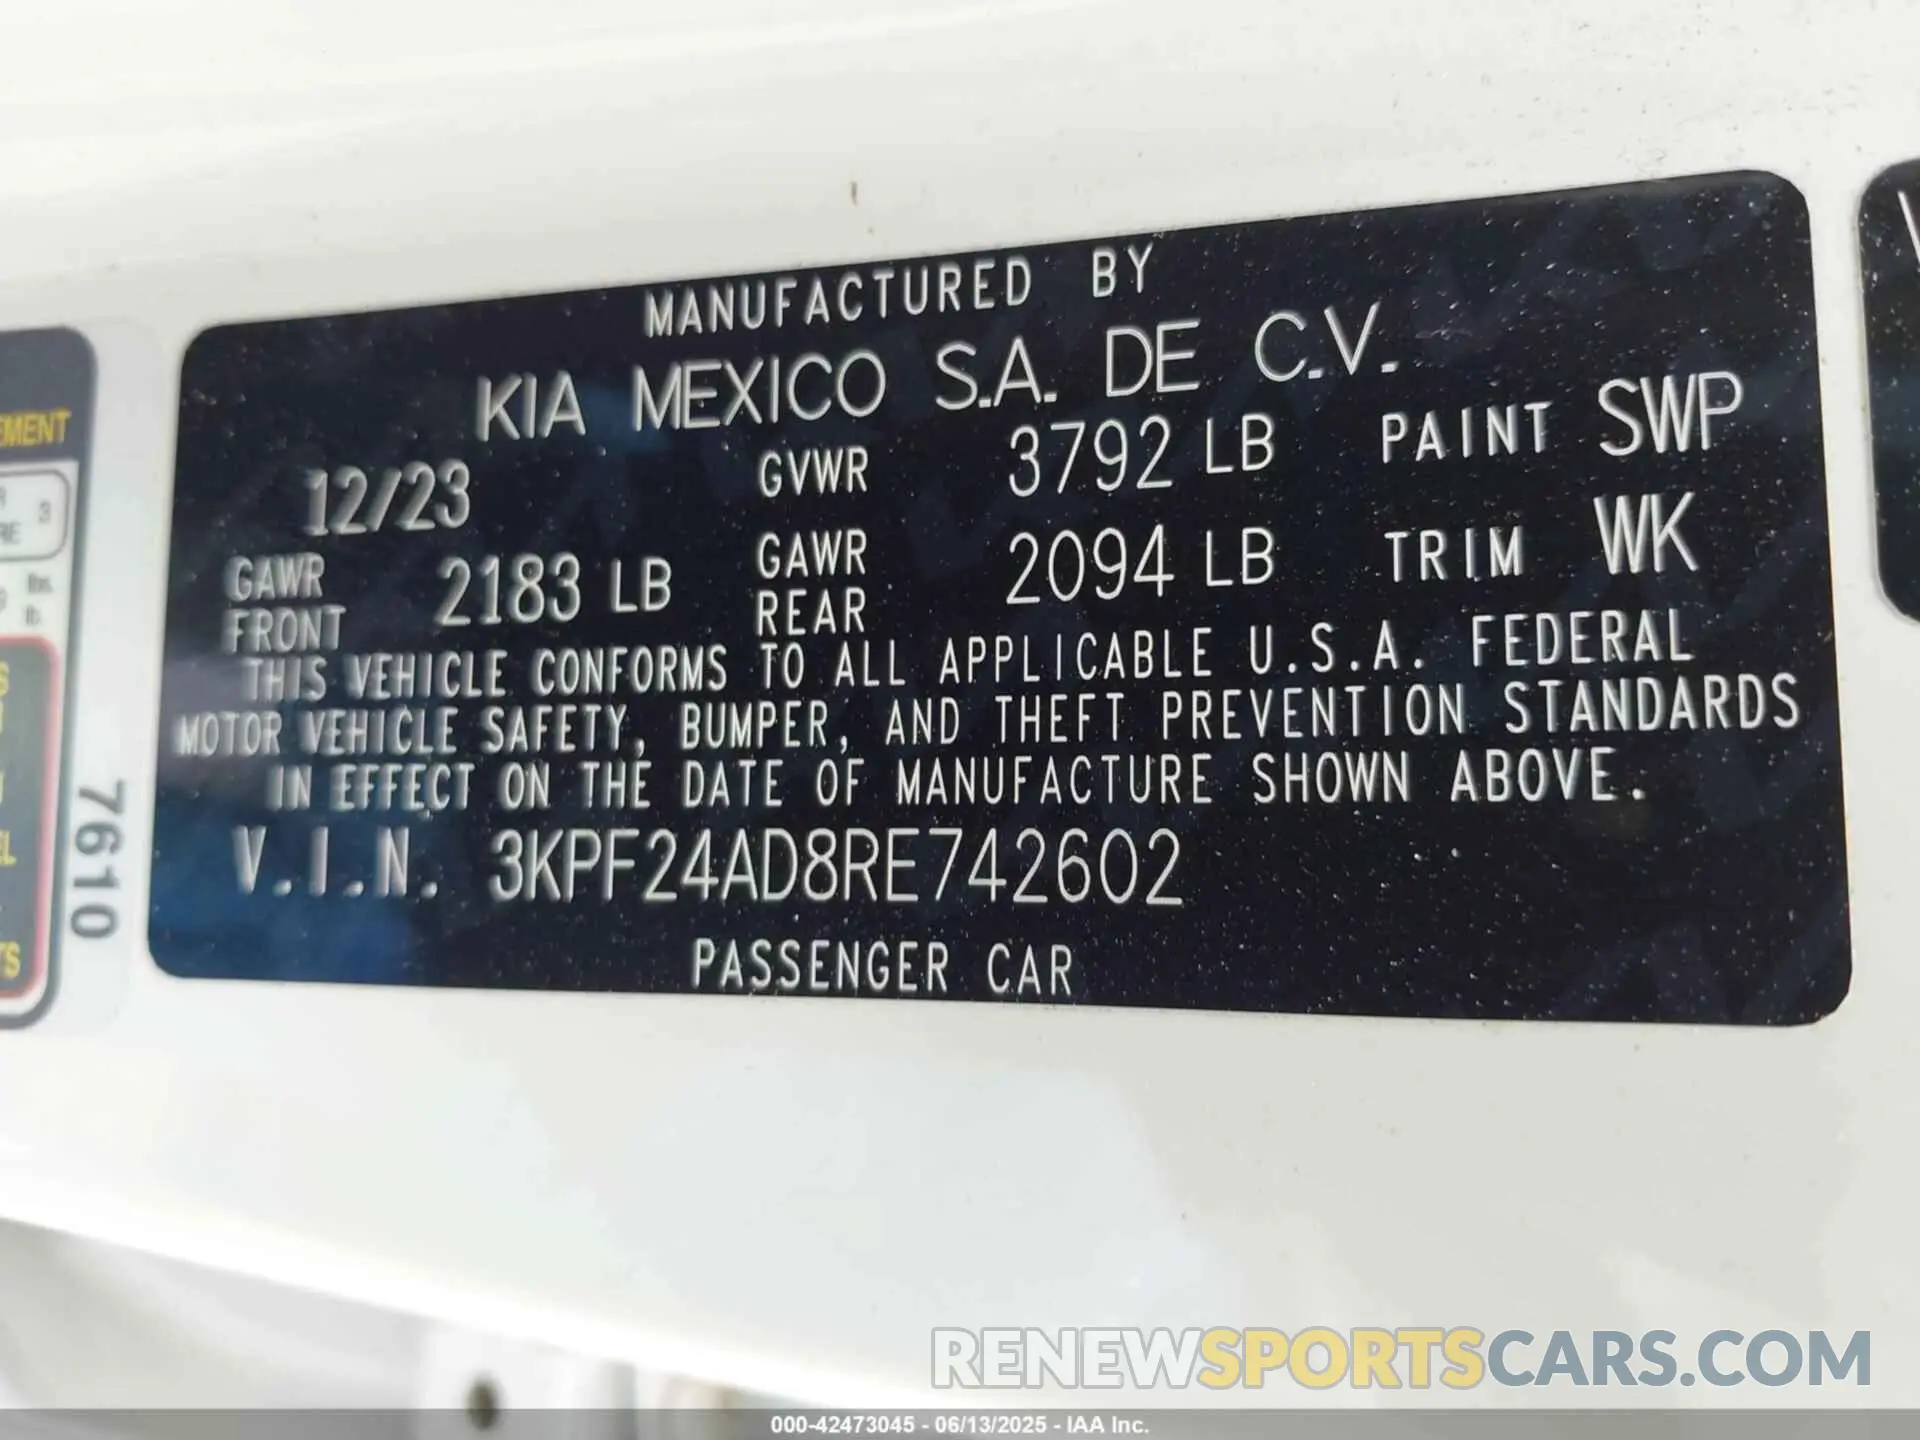 MANUFACTURED BY
KIA MEXICO S.A. DE C.V.
12/23 GVWR 3792 LB PAINT SWP
GAWR FRONT 2183 LB GAWR REAR 2094 LB TRIM WK
THIS VEHICLE CONFORMS TO ALL APPLICABLE U.S.A. FEDERAL
MOTOR VEHICLE SAFETY, BUMPER, AND THEFT PREVENTION STANDARDS
IN EFFECT ON THE DATE OF MANUFACTURE SHOWN ABOVE.
V.I.N. 3KPF24AD8RE742602
PASSENGER CAR
7610
3
lbs.
lb.
RENEWSPORTSCARS.COM
000-42473045 - 06/13/2025 - IAA Inc.